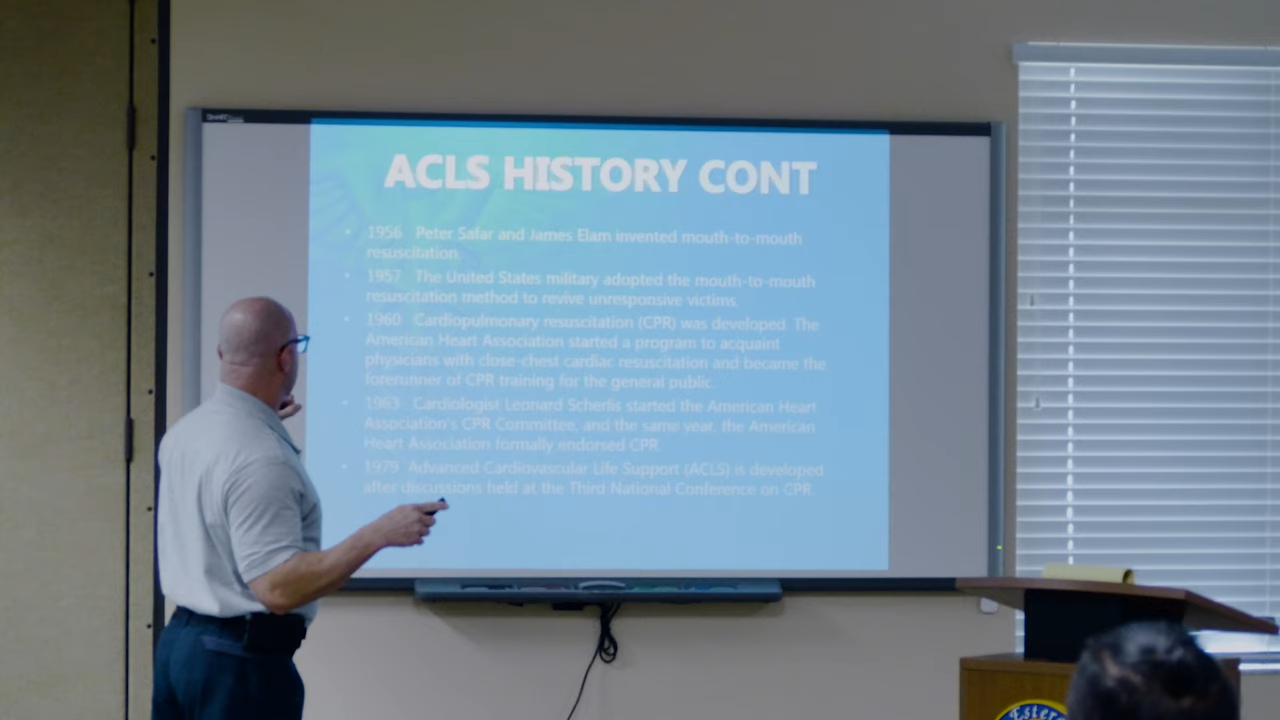 SMART
ACLS HISTORY CONT
• 1956 Peter Safar and James Elam invented mouth-to-mouth
resuscitation.
• 1957 The United States military adopted the mouth-to-mouth
resuscitation method to revive unresponsive victims.
• 1960 Cardiopulmonary resuscitation (CPR) was developed. The
American Heart Association started a program to acquaint
physicians with close-chest cardiac resuscitation and became the
forerunner of CPR training for the general public.
• 1963 Cardiologist Leonard Scherlis started the American Heart
Association's CPR Committee, and the same year, the American
Heart Association formally endorsed CPR.
• 1979 Advanced Cardiovascular Life Support (ACLS) is developed
after discussions held at the Third National Conference on CPR.
Estero